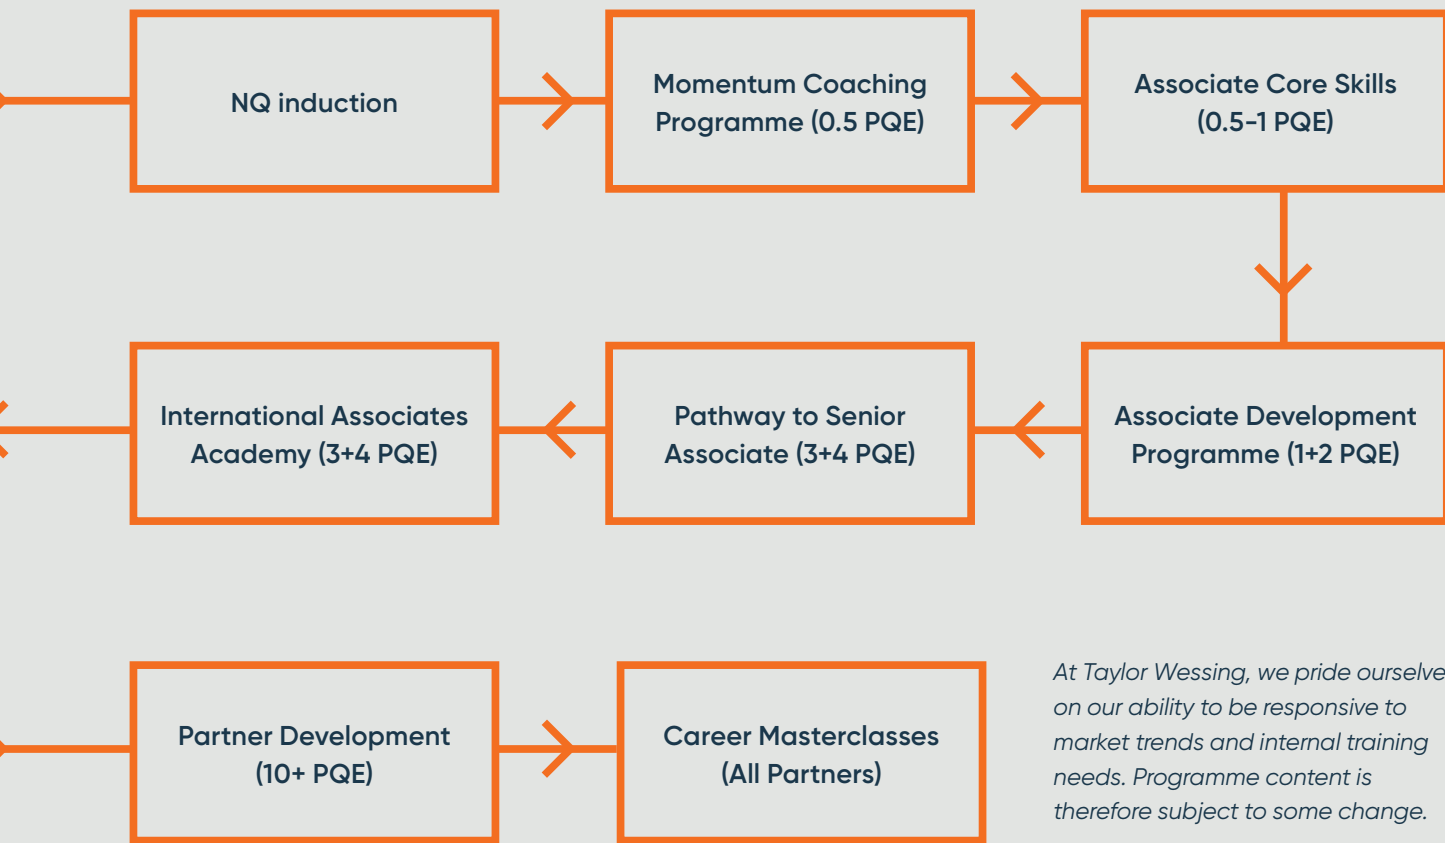 NQ induction
Momentum Coaching
Programme (0.5 PQE)
Associate Core Skills
(0.5-1 PQE)
International Associates
Academy (3+4 PQE)
Pathway to Senior
Associate (3+4 PQE)
Associate Development
Programme (1+2 PQE)
Partner Development
(10+ PQE)
Career Masterclasses
(All Partners)
At Taylor Wessing, we pride ourselve
on our ability to be responsive to
market trends and internal training
needs. Programme content is
therefore subject to some change.